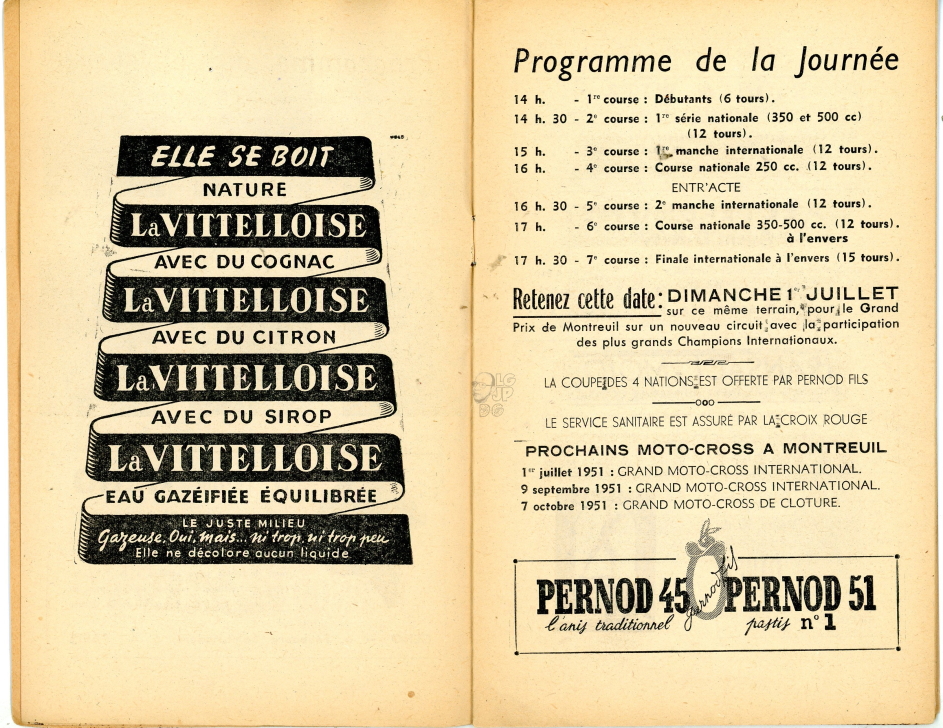 ELLE SE BOIT
NATURE
La VITTELLOISE
AVEC DU COGNAC
La VITTELLOISE
AVEC DU CITRON
La VITTELLOISE
AVEC DU SIROP
La VITTELLOISE
EAU GAZÉIFIÉE ÉQUILIBRÉE
LE JUSTE MILIEU
Gazeuse, Oui, mais... ni trop, ni trop peu
Elle ne décolore aucun liquide
Programme de la Journée
14 h. - 1re course : Débutants (6 tours).
14 h. 30 - 2e course : 1re série nationale (350 et 500 cc)
(12 tours).
15 h. - 3e course : 1re manche internationale (12 tours).
16 h. - 4e course : Course nationale 250 cc. (12 tours).
ENTR'ACTE
16 h. 30 - 5e course : 2e manche internationale (12 tours).
17 h. - 6e course : Course nationale 350-500 cc. (12 tours).
à l'envers
17 h. 30 - 7e course : Finale internationale à l'envers (15 tours).
Retenez cette date : DIMANCHE 1er JUILLET
sur ce même terrain, pour le Grand
Prix de Montreuil sur un nouveau circuit avec la participation
des plus grands Champions Internationaux.
LA COUPE DES 4 NATIONS EST OFFERTE PAR PERNOD FILS
LE SERVICE SANITAIRE EST ASSURÉ PAR LA CROIX ROUGE
PROCHAINS MOTO-CROSS A MONTREUIL
1er juillet 1951 : GRAND MOTO-CROSS INTERNATIONAL.
9 septembre 1951 : GRAND MOTO-CROSS INTERNATIONAL.
7 octobre 1951 : GRAND MOTO-CROSS DE CLOTURE.
PERNOD 45 pernod fils PERNOD 51
l'anis traditionnel pastis n° 1